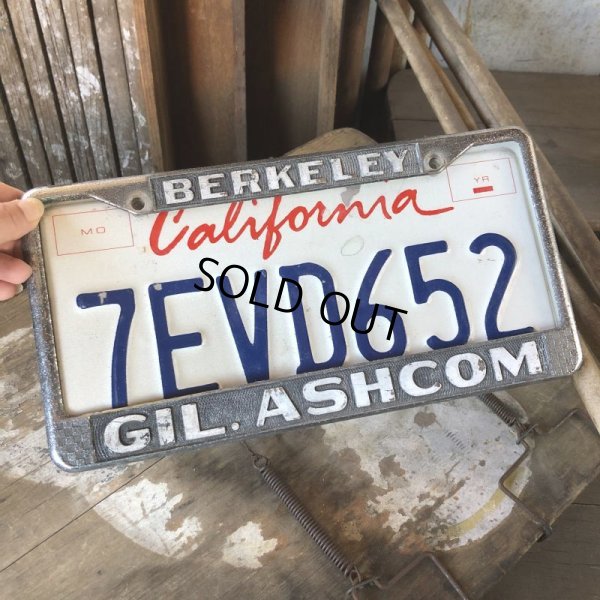 BERKELEY
California
MO
YR
7EVD652
SOLD OUT
GIL. ASHCOM